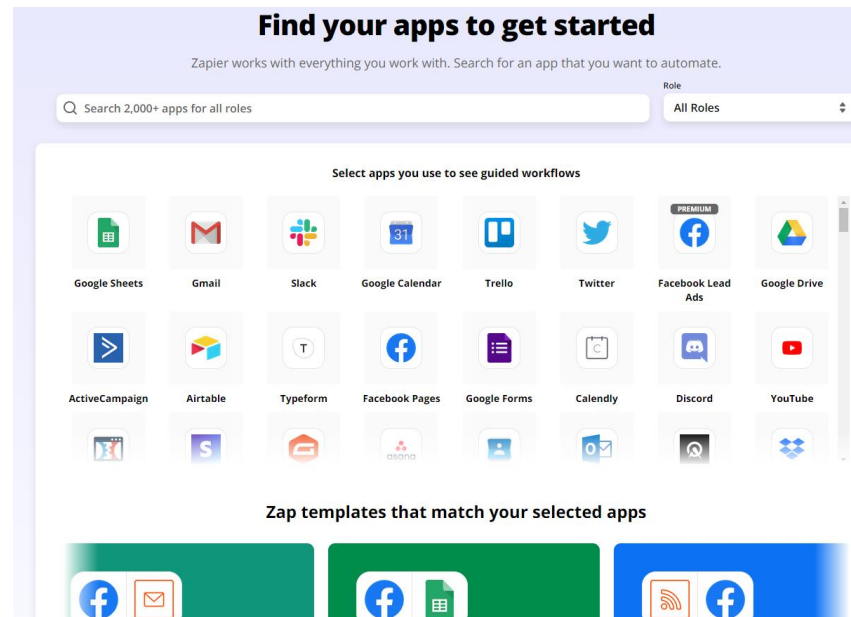 Find your apps to get started
Zapier works with everything you work with. Search for an app that you want to automate.
Role
Search 2,000+ apps for all roles
All Roles
Select apps you use to see guided workflows
PREMIUM
31
Google Sheets
Gmail
Slack
Google Calendar
Trello
Twitter
Facebook Lead
Ads
Google Drive
T
C
ActiveCampaign
Airtable
Typeform
Facebook Pages
Google Forms
Calendly
Discord
YouTube
S
asana
Zap templates that match your selected apps